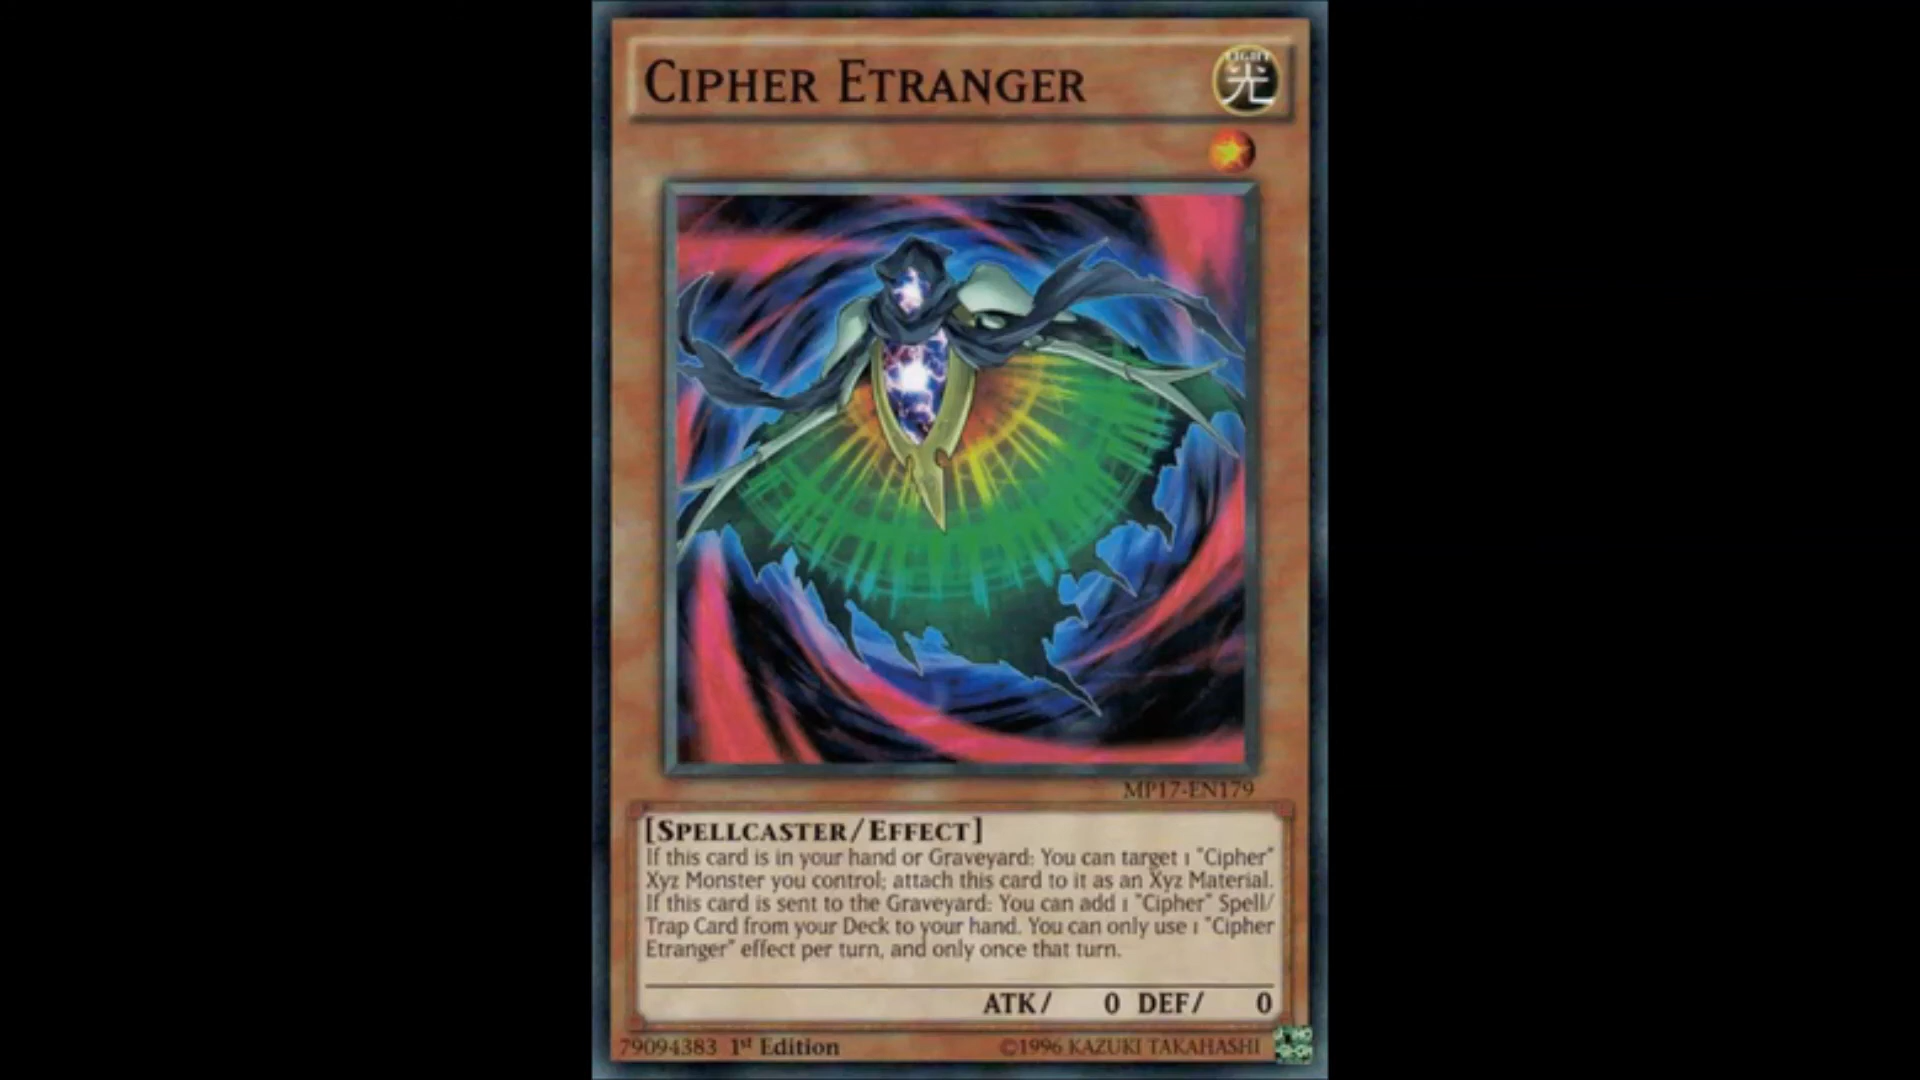 CIPHER ETRANGER
LIGHT
光
MP17-EN179
[SPELLCASTER/EFFECT]
If this card is in your hand or Graveyard: You can target 1 "Cipher"
Xyz Monster you control; attach this card to it as an Xyz Material.
If this card is sent to the Graveyard: You can add 1 "Cipher" Spell/
Trap Card from your Deck to your hand. You can only use 1 "Cipher
Etranger" effect per turn, and only once that turn.
ATK/ 0 DEF/ 0
79094383 1st Edition ©1996 KAZUKI TAKAHASHI